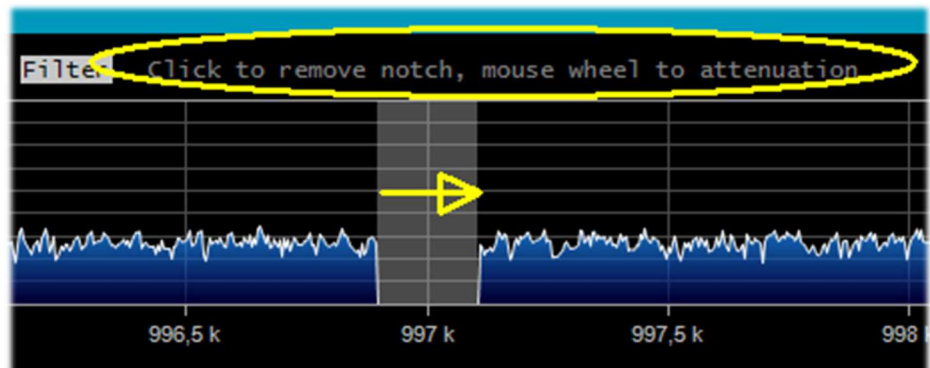 Filter Click to remove notch, mouse wheel to attenuation
996,5 k 997 k 997,5 k 998